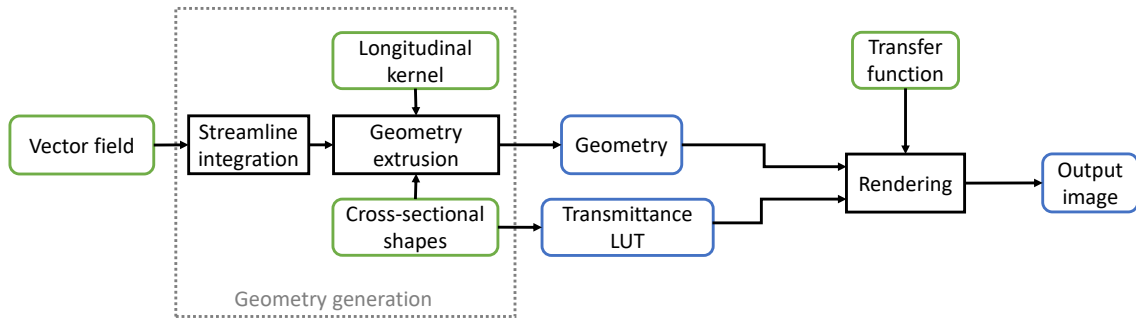 Longitudinal
kernel
Transfer
function
Vector field
Streamline
integration
Geometry
extrusion
Geometry
Rendering
Output
image
Cross-sectional
shapes
Transmittance
LUT
Geometry generation